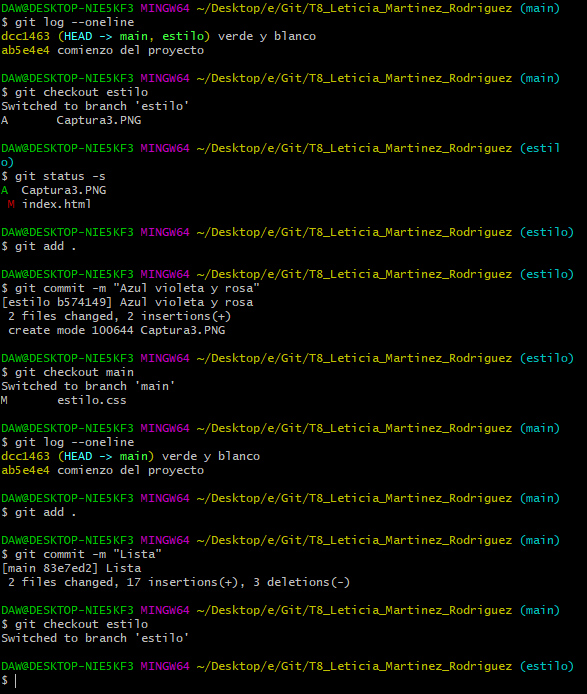 DAW@DESKTOP-NIE5KF3 MINGW64 ~/Desktop/e/Git/T8_Leticia_Martinez_Rodriguez (main)
$ git log --oneline
dcc1463 (HEAD -> main, estilo) verde y blanco
ab5e4e4 comienzo del proyecto
DAW@DESKTOP-NIE5KF3 MINGW64 ~/Desktop/e/Git/T8_Leticia_Martinez_Rodriguez (main)
$ git checkout estilo
Switched to branch 'estilo'
A       Captura3.PNG
DAW@DESKTOP-NIE5KF3 MINGW64 ~/Desktop/e/Git/T8_Leticia_Martinez_Rodriguez (estil
o)
$ git status -s
A  Captura3.PNG
 M index.html
DAW@DESKTOP-NIE5KF3 MINGW64 ~/Desktop/e/Git/T8_Leticia_Martinez_Rodriguez (estilo)
$ git add .
DAW@DESKTOP-NIE5KF3 MINGW64 ~/Desktop/e/Git/T8_Leticia_Martinez_Rodriguez (estilo)
$ git commit -m "Azul violeta y rosa"
[estilo b574149] Azul violeta y rosa
 2 files changed, 2 insertions(+)
 create mode 100644 Captura3.PNG
DAW@DESKTOP-NIE5KF3 MINGW64 ~/Desktop/e/Git/T8_Leticia_Martinez_Rodriguez (estilo)
$ git checkout main
Switched to branch 'main'
M       estilo.css
DAW@DESKTOP-NIE5KF3 MINGW64 ~/Desktop/e/Git/T8_Leticia_Martinez_Rodriguez (main)
$ git log --oneline
dcc1463 (HEAD -> main) verde y blanco
ab5e4e4 comienzo del proyecto
DAW@DESKTOP-NIE5KF3 MINGW64 ~/Desktop/e/Git/T8_Leticia_Martinez_Rodriguez (main)
$ git add .
DAW@DESKTOP-NIE5KF3 MINGW64 ~/Desktop/e/Git/T8_Leticia_Martinez_Rodriguez (main)
$ git commit -m "Lista"
[main 83e7ed2] Lista
 2 files changed, 17 insertions(+), 3 deletions(-)
DAW@DESKTOP-NIE5KF3 MINGW64 ~/Desktop/e/Git/T8_Leticia_Martinez_Rodriguez (main)
$ git checkout estilo
Switched to branch 'estilo'
DAW@DESKTOP-NIE5KF3 MINGW64 ~/Desktop/e/Git/T8_Leticia_Martinez_Rodriguez (estilo)
$